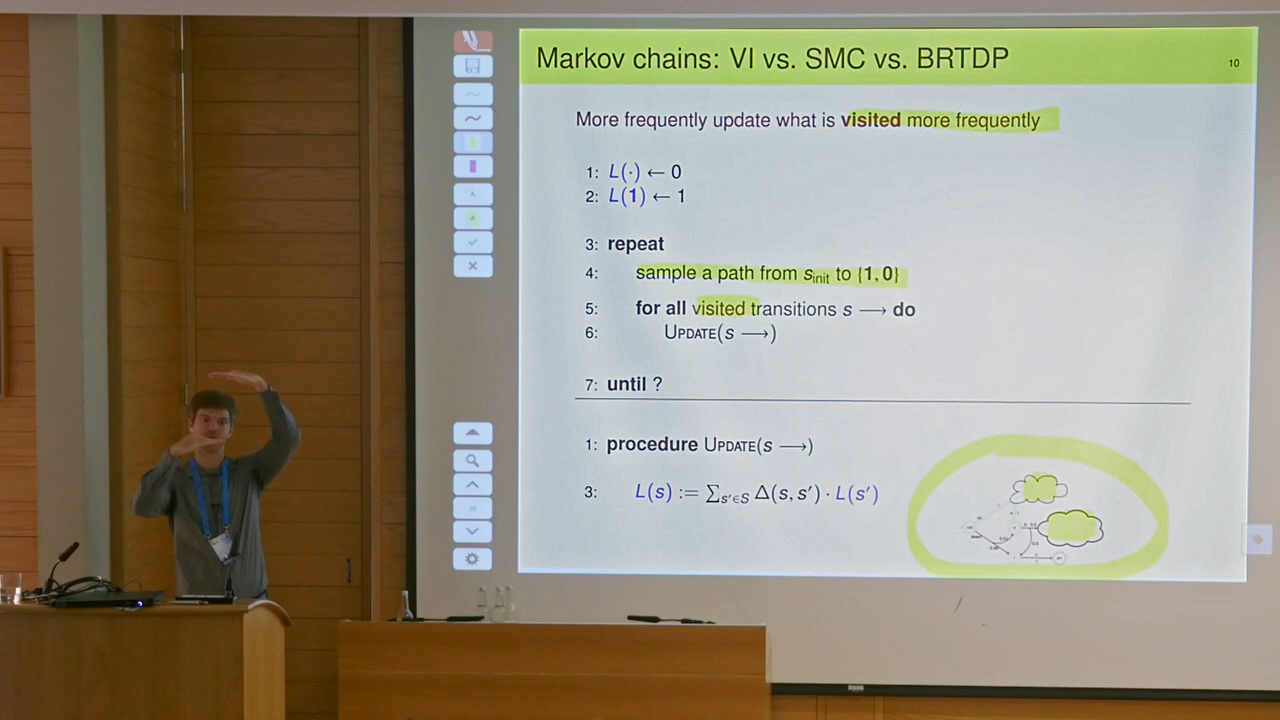 Markov chains: VI vs. SMC vs. BRTDP
10
More frequently update what is visited more frequently
1: L(·) ← 0
2: L(1) ← 1
3: repeat
4: sample a path from s_init to {1, 0}
5: for all visited transitions s ⟶ do
6: UPDATE(s ⟶)
7: until ?
1: procedure UPDATE(s ⟶)
3: L(s) := ∑_{s'∈S} Δ(s, s') · L(s')